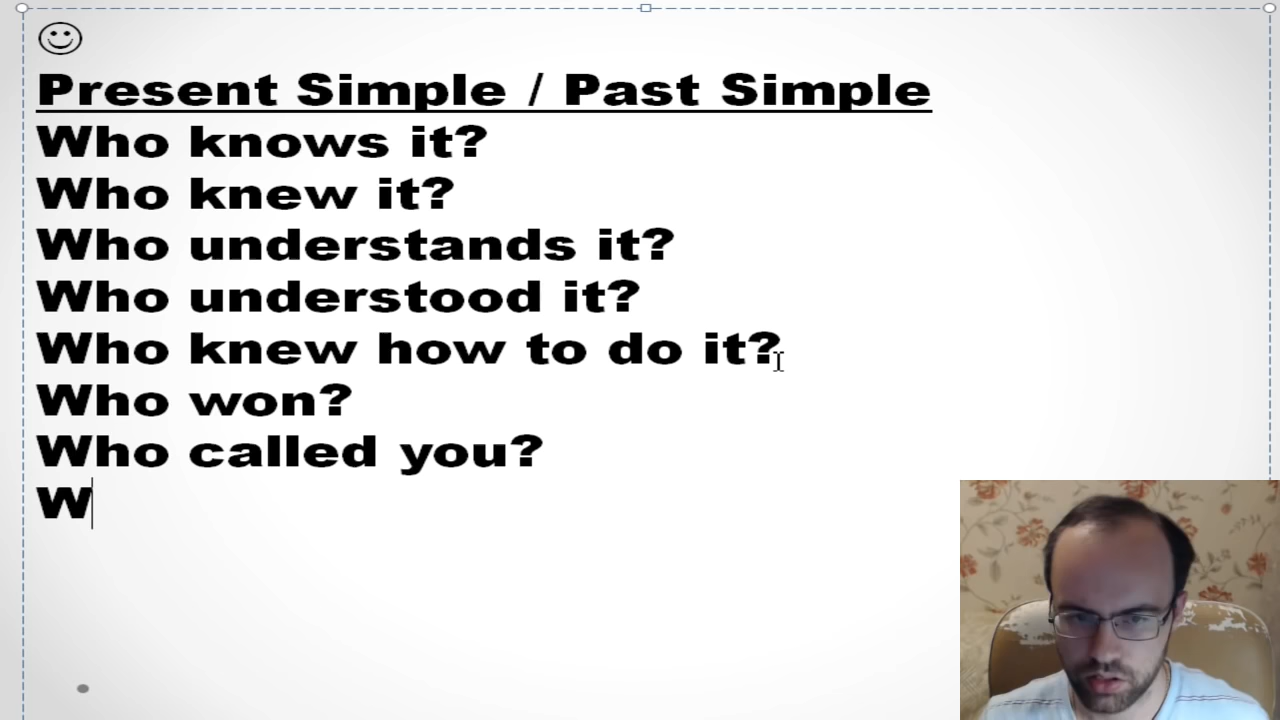 Present Simple / Past Simple
Who knows it?
Who knew it?
Who understands it?
Who understood it?
Who knew how to do it?
Who won?
Who called you?
W